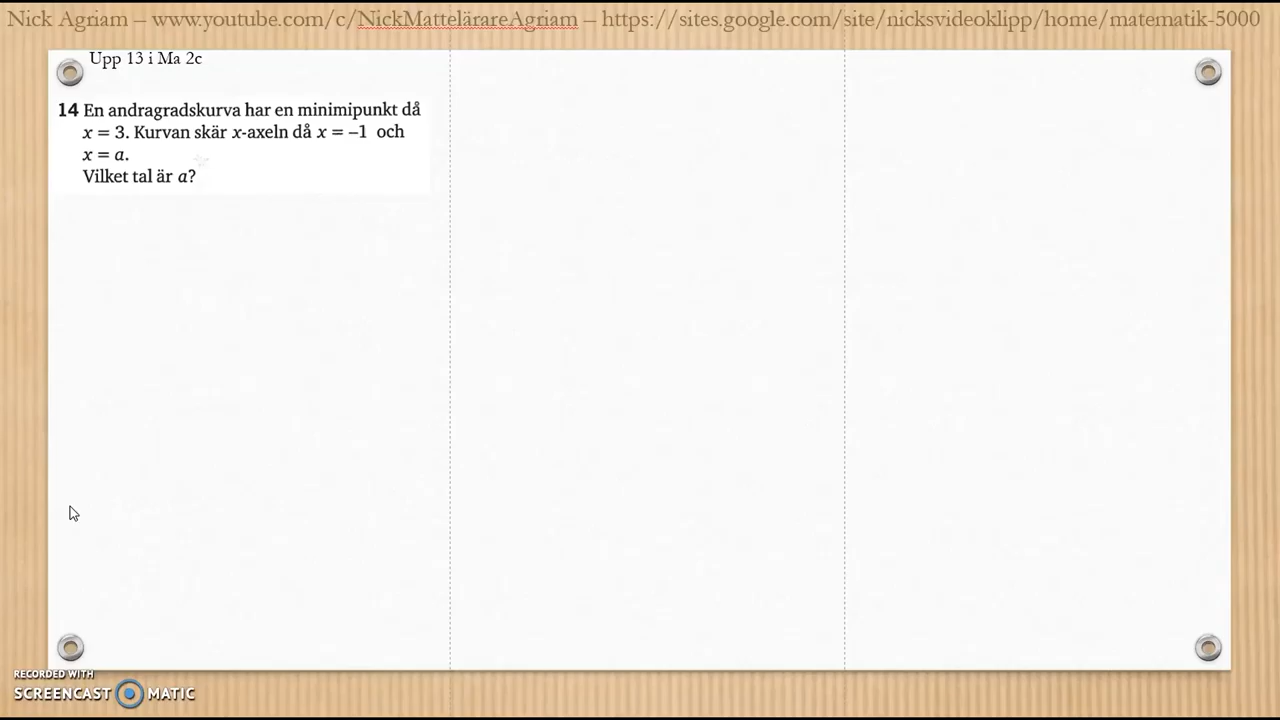 Nick Agriam – www.youtube.com/c/NickMattelärareAgriam – https://sites.google.com/site/nicksvideoklipp/home/matematik-5000
Upp 13 i Ma 2c
14 En andragradskurva har en minimipunkt då
x = 3. Kurvan skär x-axeln då x = –1 och
x = a.
Vilket tal är a?
RECORDED WITH
SCREENCAST MATIC